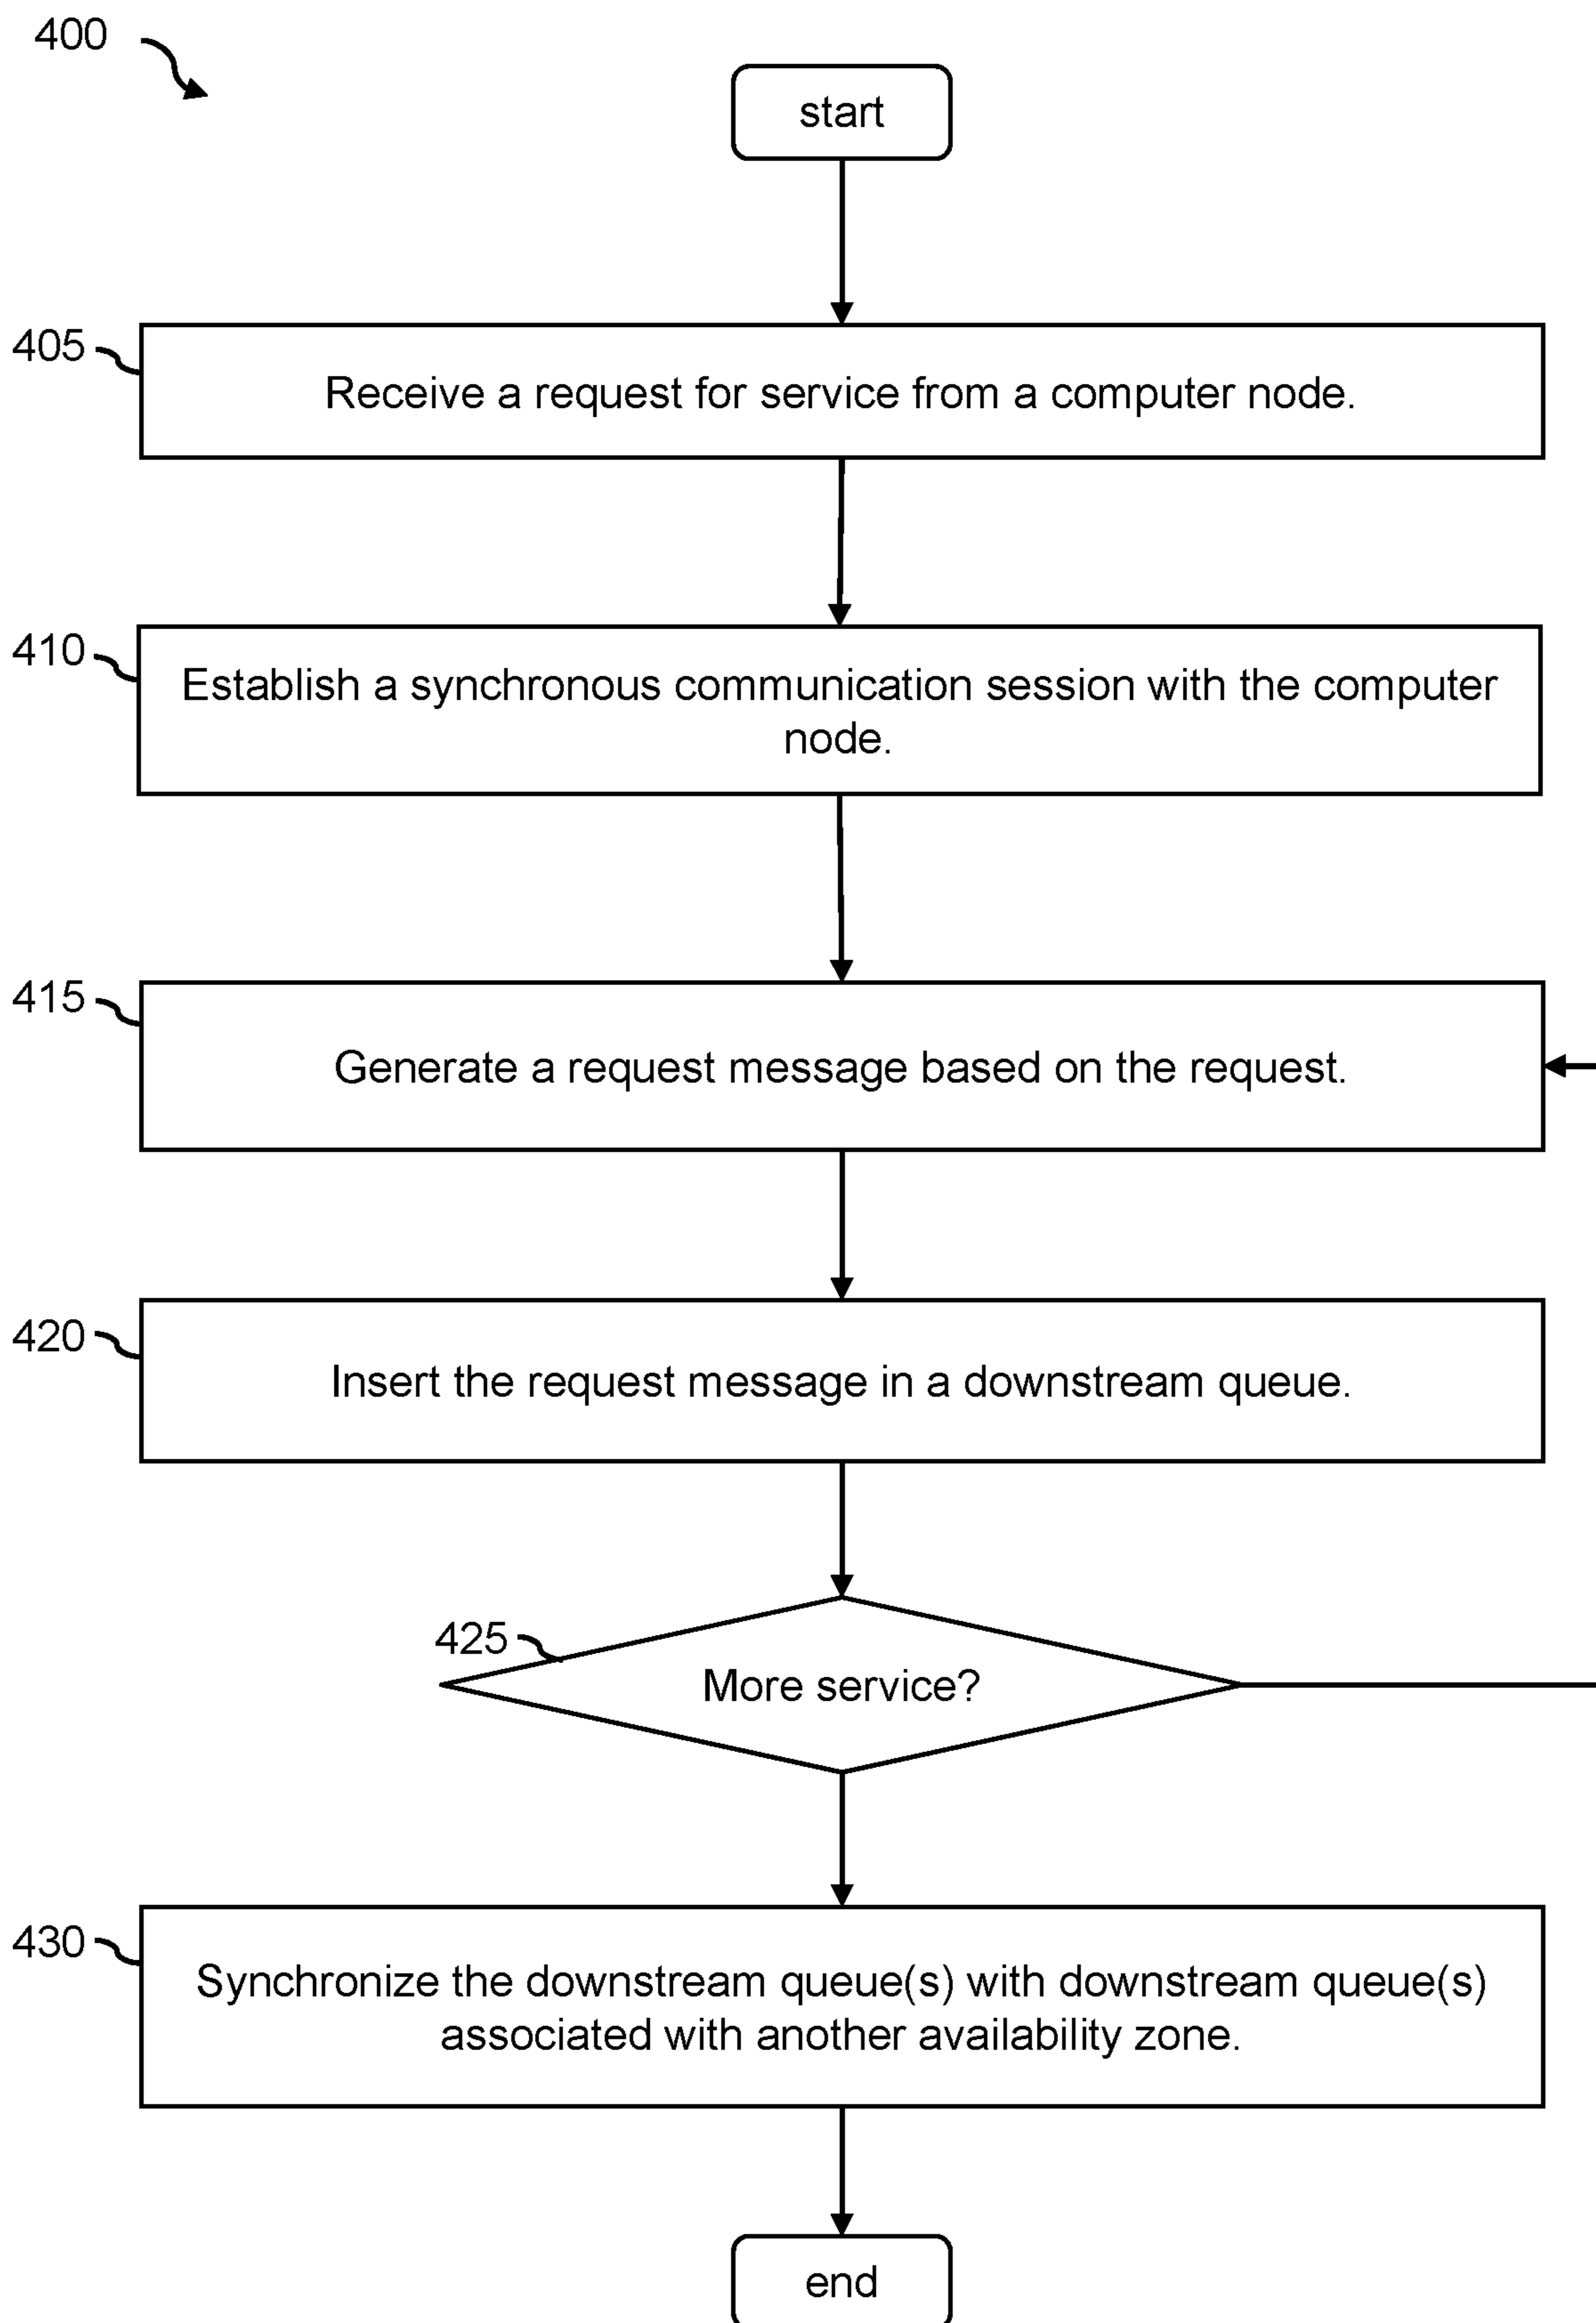 400
start
405
Receive a request for service from a computer node.
410
Establish a synchronous communication session with the computer
node.
415
Generate a request message based on the request.
420
Insert the request message in a downstream queue.
425
More service?
430
Synchronize the downstream queue(s) with downstream queue(s)
associated with another availability zone.
end